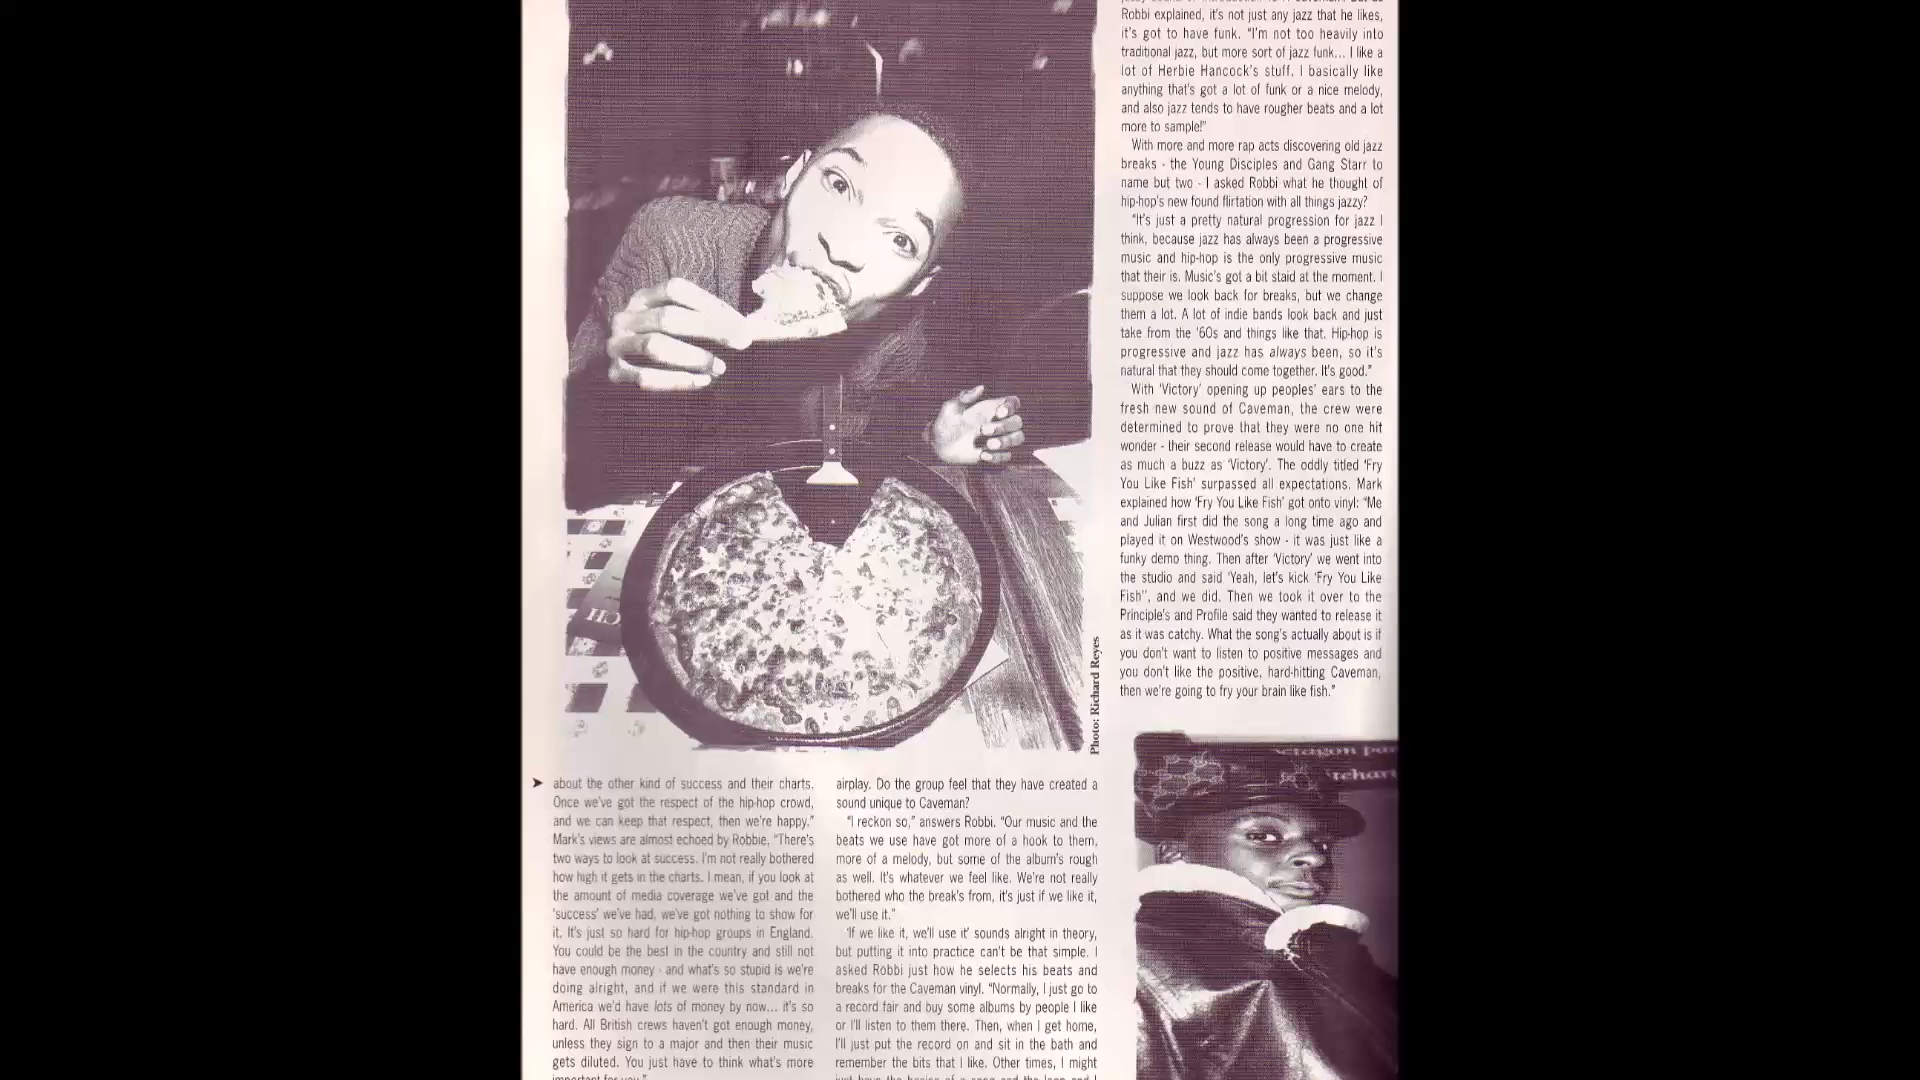 about the other kind of success and their charts.
Once we've got the respect of the hip-hop crowd,
and we can keep that respect, then we're happy."
Mark's views are almost echoed by Robbie, "There's
two ways to look at success. I'm not really bothered
how high it gets in the charts. I mean, if you look at
the amount of media coverage we've got and the
'success' we've had, we've got nothing to show for
it. It's just so hard for hip-hop groups in England.
You could be the best in the country and still not
have enough money - and what's so stupid is we're
doing alright, and if we were this standard in
America we'd have lots of money by now... it's so
hard. All British crews haven't got enough money,
unless they sign to a major and then their music
gets diluted. You just have to think what's more
important for you."
airplay. Do the group feel that they have created a
sound unique to Caveman?
"I reckon so," answers Robbi. "Our music and the
beats we use have got more of a hook to them,
more of a melody, but some of the album's rough
as well. It's whatever we feel like. We're not really
bothered who the break's from, it's just if we like it,
we'll use it."
'If we like it, we'll use it' sounds alright in theory,
but putting it into practice can't be that simple. I
asked Robbi just how he selects his beats and
breaks for the Caveman vinyl. "Normally, I just go to
a record fair and buy some albums by people I like
or I'll listen to them there. Then, when I get home,
I'll just put the record on and sit in the bath and
remember the bits that I like. Other times, I might
Robbi explained, it's not just any jazz that he likes,
it's got to have funk. "I'm not too heavily into
traditional jazz, but more sort of jazz funk... I like a
lot of Herbie Hancock's stuff. I basically like
anything that's got a lot of funk or a nice melody,
and also jazz tends to have rougher beats and a lot
more to sample!"
With more and more rap acts discovering old jazz
breaks - the Young Disciples and Gang Starr to
name but two - I asked Robbi what he thought of
hip-hop's new found flirtation with all things jazzy?
"It's just a pretty natural progression for jazz I
think, because jazz has always been a progressive
music and hip-hop is the only progressive music
that their is. Music's got a bit staid at the moment. I
suppose we look back for breaks, but we change
them a lot. A lot of indie bands look back and just
take from the '60s and things like that. Hip-hop is
progressive and jazz has always been, so it's
natural that they should come together. It's good."
With 'Victory' opening up peoples' ears to the
fresh new sound of Caveman, the crew were
determined to prove that they were no one hit
wonder - their second release would have to create
as much a buzz as 'Victory'. The oddly titled 'Fry
You Like Fish' surpassed all expectations. Mark
explained how 'Fry You Like Fish' got onto vinyl: "Me
and Julian first did the song a long time ago and
played it on Westwood's show - it was just like a
funky demo thing. Then after 'Victory' we went into
the studio and said 'Yeah, let's kick 'Fry You Like
Fish'', and we did. Then we took it over to the
Principle's and Profile said they wanted to release it
as it was catchy. What the song's actually about is if
you don't want to listen to positive messages and
you don't like the positive, hard-hitting Caveman,
then we're going to fry your brain like fish."
Photo: Richard Reyes